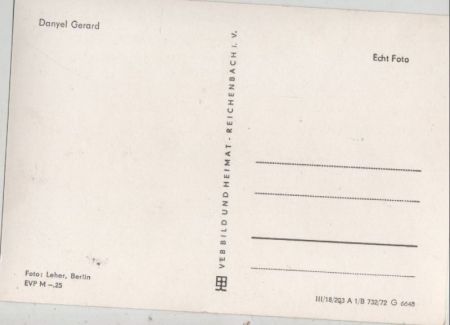 Danyel Gerard
Echt Foto
VEB BILD UND HEIMAT - REICHENBACH i. V.
Foto: Leher, Berlin
EVP M -.25
III/18/203 A 1/B 732/72 G 6648